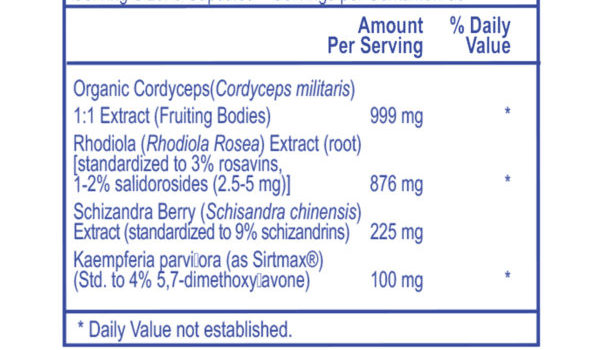 Amount % Daily
Per Serving Value
Organic Cordyceps(Cordyceps militaris)
1:1 Extract (Fruiting Bodies) 999 mg *
Rhodiola (Rhodiola Rosea) Extract (root)
[standardized to 3% rosavins,
1-2% salidorosides (2.5-5 mg)] 876 mg *
Schizandra Berry (Schisandra chinensis)
Extract (standardized to 9% schizandrins) 225 mg
Kaempferia parvi▯ora (as Sirtmax®)
(Std. to 4% 5,7-dimethoxy▯avone) 100 mg *
* Daily Value not established.